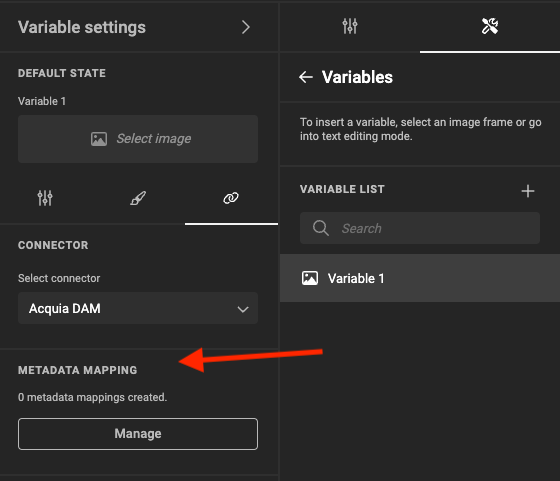 Variable settings
DEFAULT STATE
Variable 1
Select image
CONNECTOR
Select connector
Acquia DAM
METADATA MAPPING
0 metadata mappings created.
Manage
Variables
To insert a variable, select an image frame or go
into text editing mode.
VARIABLE LIST
Search
Variable 1